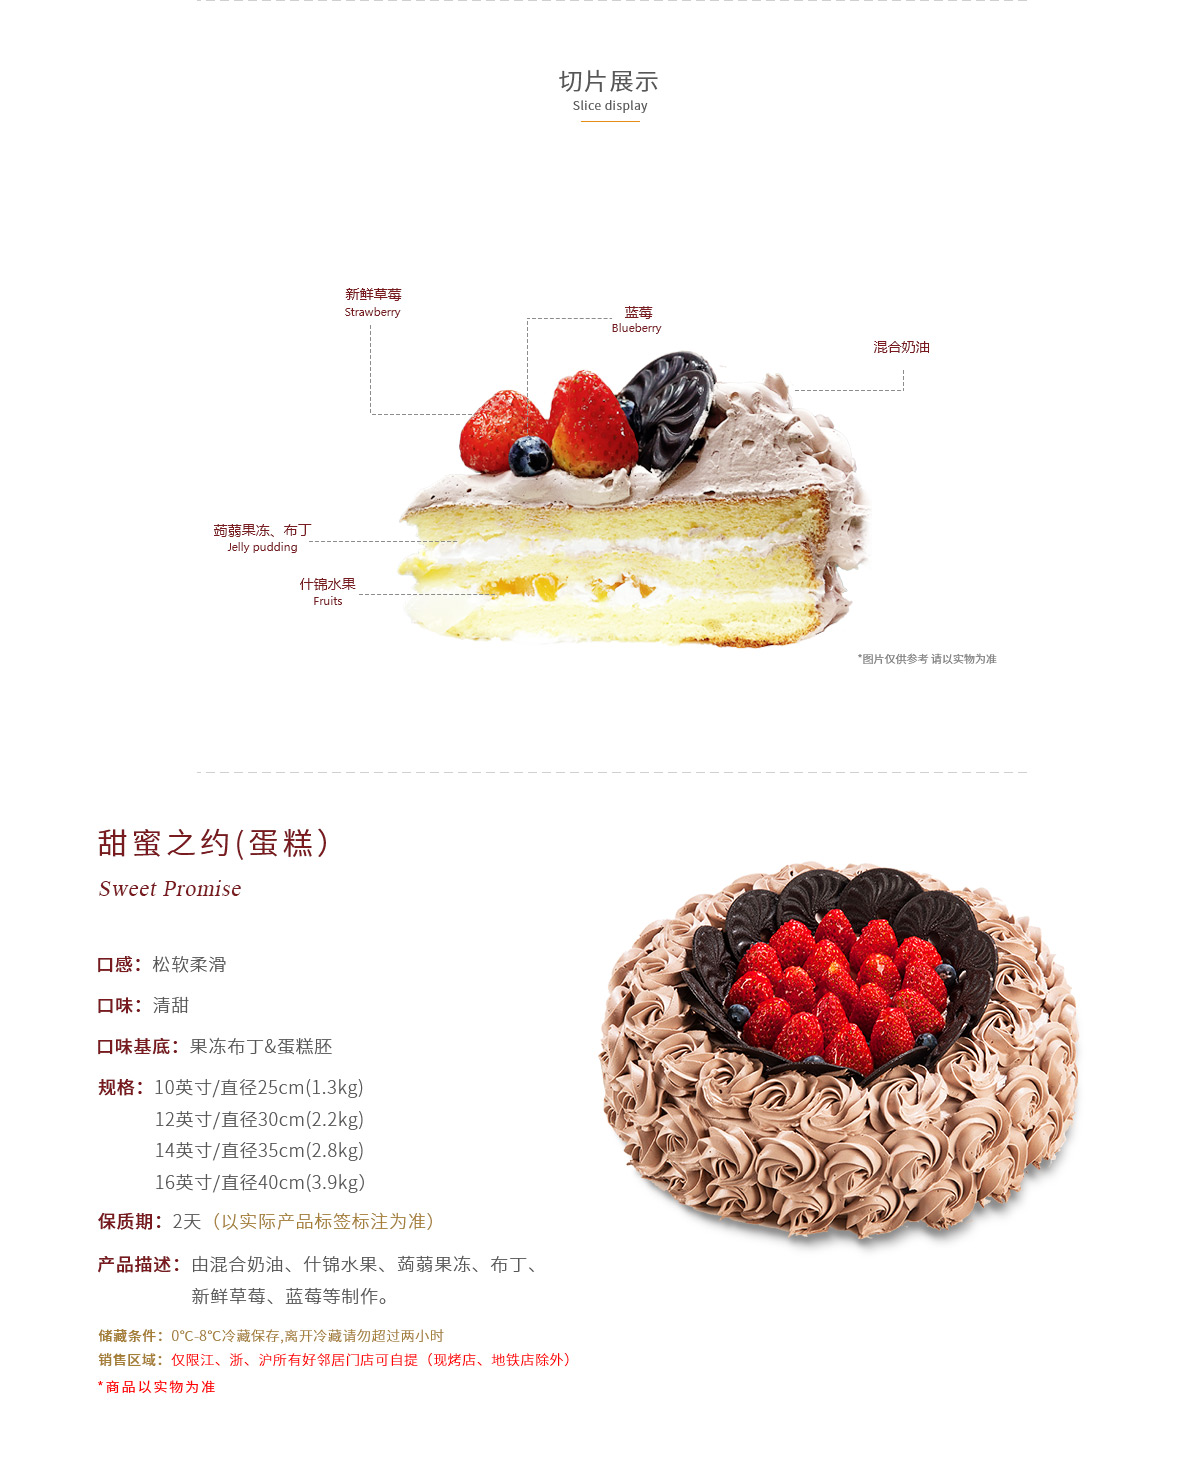 切片展示
Slice display
新鲜草莓
Strawberry
蓝莓
Blueberry
混合奶油
蒟蒻果冻、布丁
Jelly pudding
什锦水果
Fruits
*图片仅供参考 请以实物为准
甜蜜之约(蛋糕）
Sweet Promise
口感：松软柔滑
口味：清甜
口味基底：果冻布丁&蛋糕胚
规格：10英寸/直径25cm(1.3kg)
12英寸/直径30cm(2.2kg)
14英寸/直径35cm(2.8kg)
16英寸/直径40cm(3.9kg）
保质期：2天（以实际产品标签标注为准）
产品描述：由混合奶油、什锦水果、蒟蒻果冻、布丁、
新鲜草莓、蓝莓等制作。
储藏条件：0℃-8℃冷藏保存,离开冷藏请勿超过两小时
销售区域：仅限江、浙、沪所有好邻居门店可自提（现烤店、地铁店除外）
*商品以实物为准